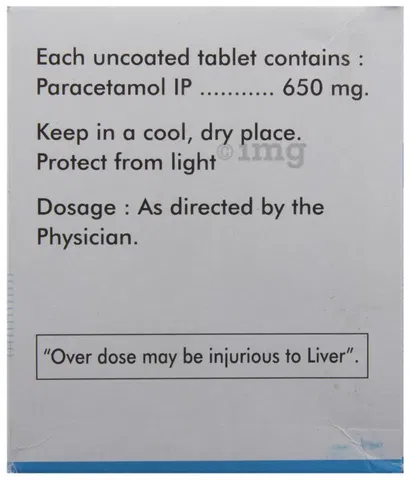 Each uncoated tablet contains :
Paracetamol IP ........... 650 mg.
Keep in a cool, dry place.
Protect from light
©1mg
Dosage : As directed by the
Physician.
“Over dose may be injurious to Liver”.